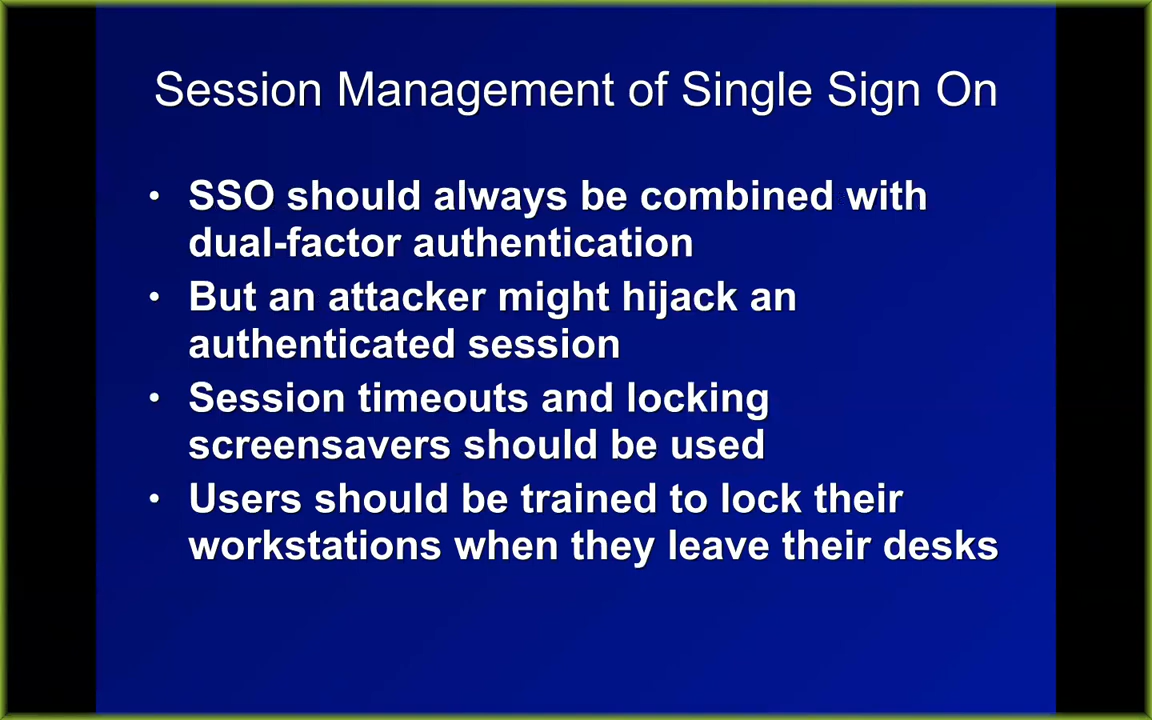 Session Management of Single Sign On
• SSO should always be combined with
dual-factor authentication
• But an attacker might hijack an
authenticated session
• Session timeouts and locking
screensavers should be used
• Users should be trained to lock their
workstations when they leave their desks